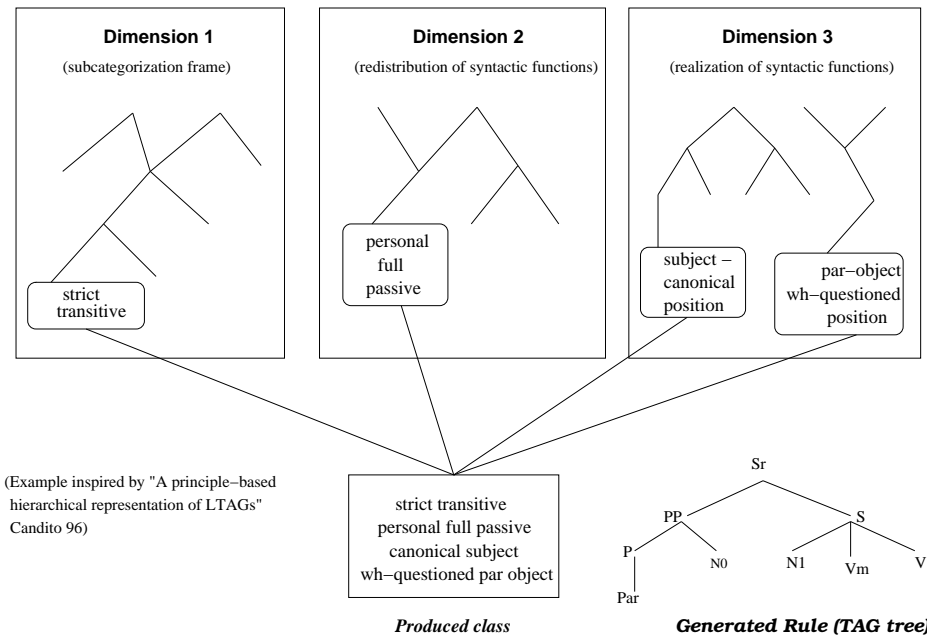 Dimension 1
(subcategorization frame)
strict
transitive
Dimension 2
(redistribution of syntactic functions)
personal
full
passive
Dimension 3
(realization of syntactic functions)
subject −
canonical
position
par−object
wh−questioned
position
(Example inspired by "A principle−based
hierarchical representation of LTAGs"
Candito 96)
strict transitive
personal full passive
canonical subject
wh−questioned par object
Produced class
Sr
PP
S
P
N0
N1
Vm
V
Par
Generated Rule (TAG tree)